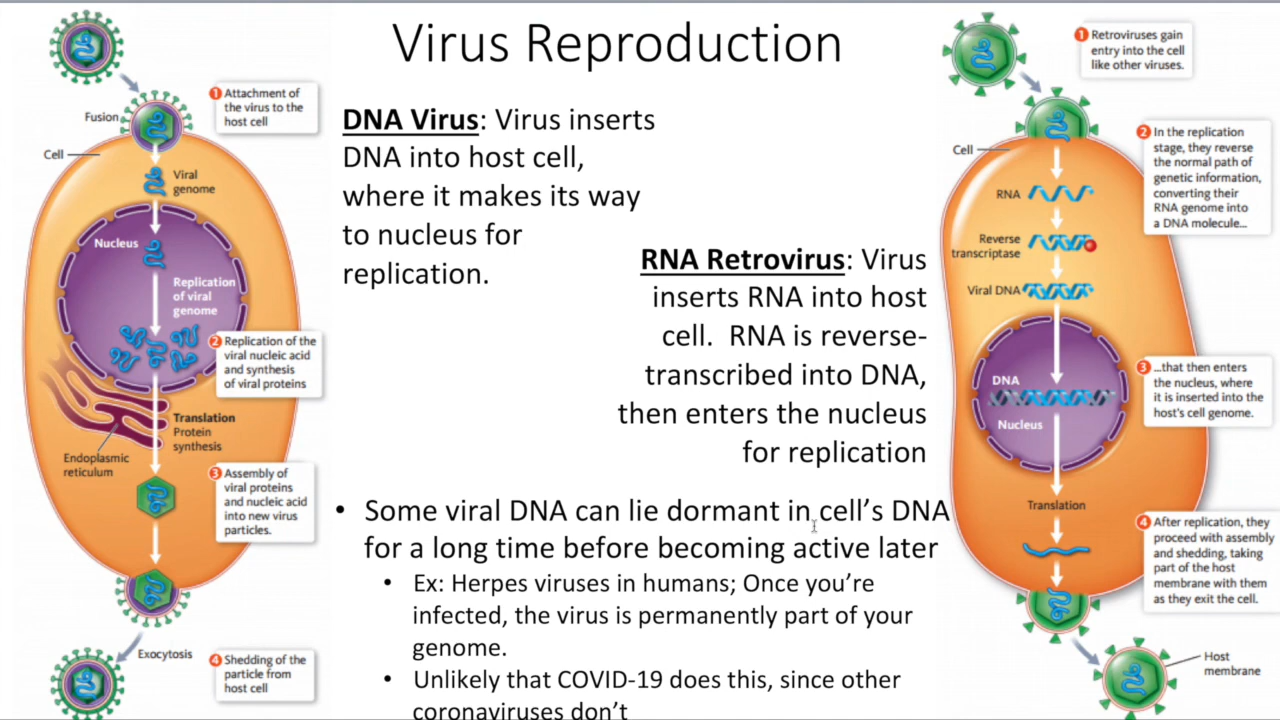 Virus Reproduction
DNA Virus: Virus inserts
DNA into host cell,
where it makes its way
to nucleus for
replication.
RNA Retrovirus: Virus
inserts RNA into host
cell. RNA is reverse-
transcribed into DNA,
then enters the nucleus
for replication
• Some viral DNA can lie dormant in cell’s DNA
for a long time before becoming active later
• Ex: Herpes viruses in humans; Once you’re
infected, the virus is permanently part of your
genome.
• Unlikely that COVID-19 does this, since other
coronaviruses don’t
1 Attachment of
the virus to the
host cell
Fusion
Cell
Viral
genome
Nucleus
Replication
of viral
genome
2 Replication of the
viral nucleic acid
and synthesis
of viral proteins
Translation
Protein
synthesis
Endoplasmic
reticulum
3 Assembly of
viral proteins
and nucleic acid
into new virus
particles.
Exocytosis
4 Shedding of the
particle from
host cell
1 Retroviruses gain
entry into the cell
like other viruses.
2 In the replication
stage, they reverse
the normal path of
genetic information,
converting their
RNA genome into
a DNA molecule...
Cell
RNA
Reverse
transcriptase
Viral DNA
DNA
Nucleus
3 ...that then enters
the nucleus, where
it is inserted into the
host's cell genome.
Translation
4 After replication, they
proceed with assembly
and shedding, taking
part of the host
membrane with them
as they exit the cell.
Host
membrane